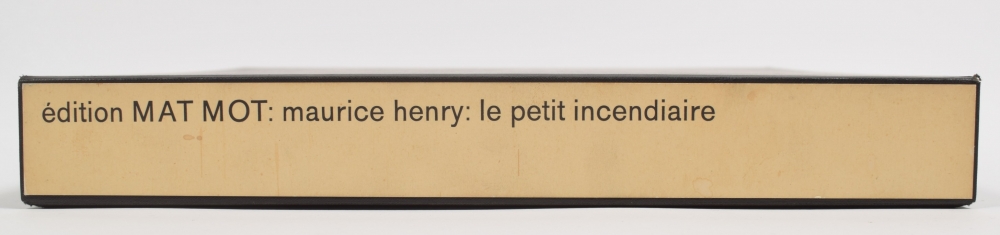 édition MAT MOT: maurice henry: le petit incendiaire